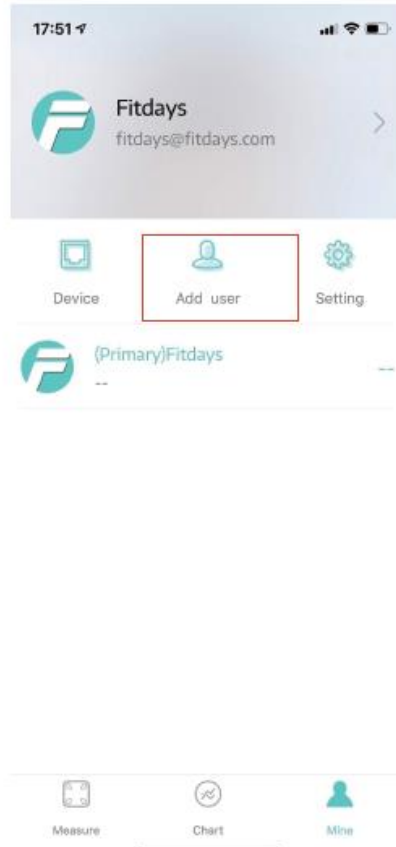 17:51
Fitdays
fitdays@fitdays.com
Device Add user Setting
(Primary)Fitdays
--
--
Measure Chart Mine